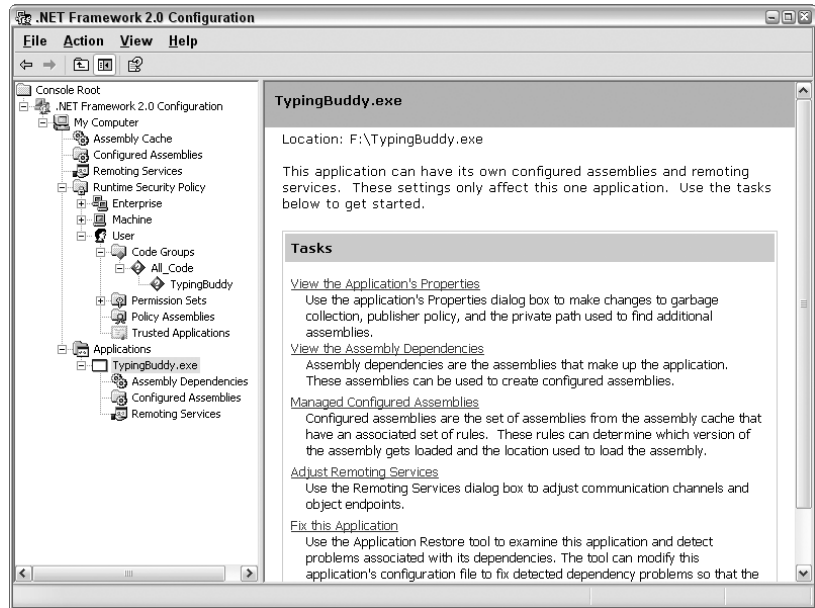 .NET Framework 2.0 Configuration
File Action View Help
Console Root
.NET Framework 2.0 Configuration
My Computer
Assembly Cache
Configured Assemblies
Remoting Services
Runtime Security Policy
Enterprise
Machine
User
Code Groups
All_Code
TypingBuddy
Permission Sets
Policy Assemblies
Trusted Applications
Applications
TypingBuddy.exe
Assembly Dependencies
Configured Assemblies
Remoting Services
TypingBuddy.exe
Location: F:\TypingBuddy.exe
This application can have its own configured assemblies and remoting
services. These settings only affect this one application. Use the tasks
below to get started.
Tasks
View the Application's Properties
Use the application's Properties dialog box to make changes to garbage
collection, publisher policy, and the private path used to find additional
assemblies.
View the Assembly Dependencies
Assembly dependencies are the assemblies that make up the application.
These assemblies can be used to create configured assemblies.
Managed Configured Assemblies
Configured assemblies are the set of assemblies from the assembly cache that
have an associated set of rules. These rules can determine which version of
the assembly gets loaded and the location used to load the assembly.
Adjust Remoting Services
Use the Remoting Services dialog box to adjust communication channels and
object endpoints.
Fix this Application
Use the Application Restore tool to examine this application and detect
problems associated with its dependencies. The tool can modify this
application's configuration file to fix detected dependency problems so that the